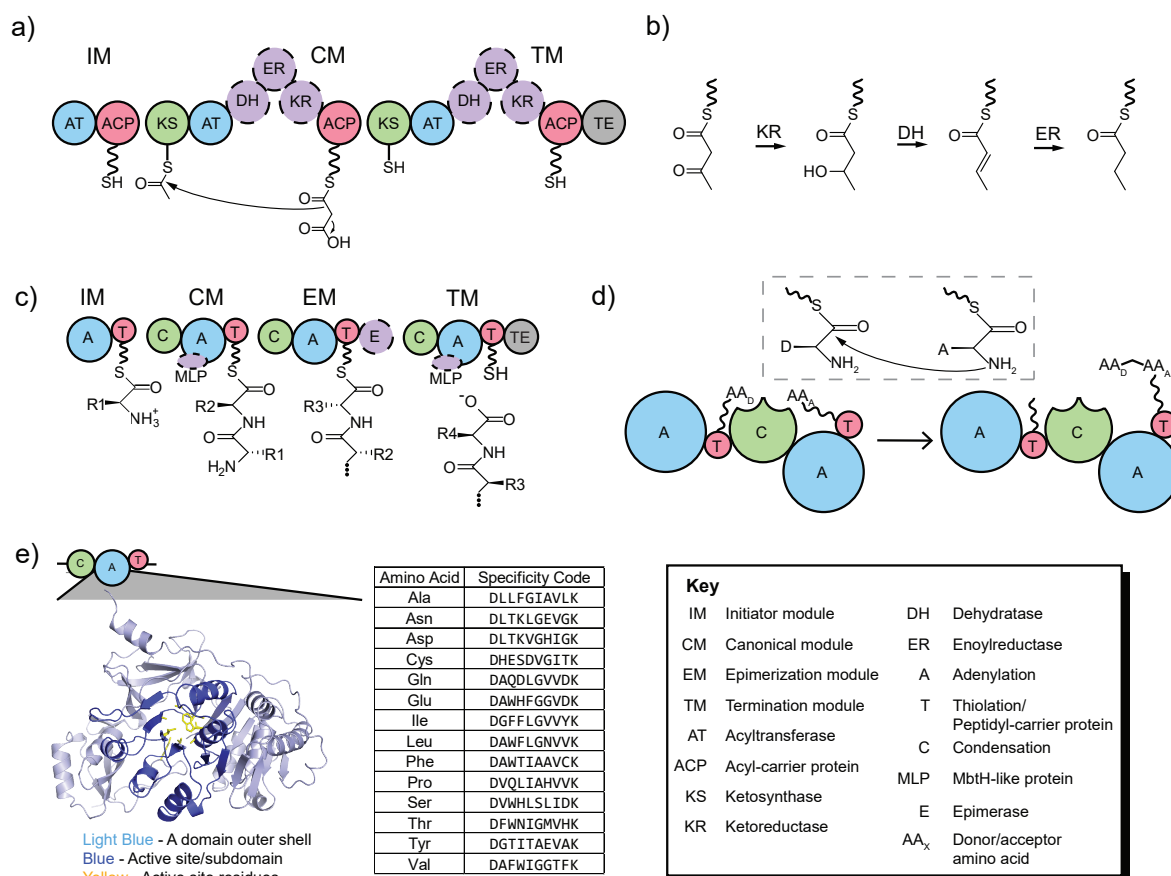 a)
IM
CM
TM
ER
ER
DH
KR
DH
KR
AT
ACP
KS
AT
ACP
KS
AT
ACP
TE
SH
S
O
S
O
O
OH
SH
SH
b)
S
O
O
KR
S
O
HO
DH
S
O
ER
S
O
c)
IM
CM
EM
TM
A
T
C
A
T
C
A
T
E
C
A
T
TE
MLP
MLP
SH
S
O
R1
NH3+
S
O
R2
NH
O
R1
H2N
S
O
R3
NH
O
R2
-O
O
R4
NH
O
R3
d)
S
O
D
NH2
S
O
A
NH2
AAD
AAA
A
T
C
T
A
AAD
AAA
A
T
C
T
A
e)
C
A
T
Light Blue - A domain outer shell
Blue - Active site/subdomain
Yellow - Active site residues
Amino Acid Specificity Code
Ala DLLFGIAVLK
Asn DLTKLGEVGK
Asp DLTKVGHIGK
Cys DHESDVGITK
Gln DAQDLGVVDK
Glu DAWHFGGVDK
Ile DGFFLGVVYK
Leu DAWFLGNVVK
Phe DAWTIAAVCK
Pro DVQLIAHVVK
Ser DVWHLSLIDK
Thr DFWNIGMVHK
Tyr DGTITAEVAK
Val DAFWIGGTFK
Key
IM Initiator module
CM Canonical module
EM Epimerization module
TM Termination module
AT Acyltransferase
ACP Acyl-carrier protein
KS Ketosynthase
KR Ketoreductase
DH Dehydratase
ER Enoylreductase
A Adenylation
T Thiolation/
Peptidyl-carrier protein
C Condensation
MLP MbtH-like protein
E Epimerase
AAx Donor/acceptor
amino acid